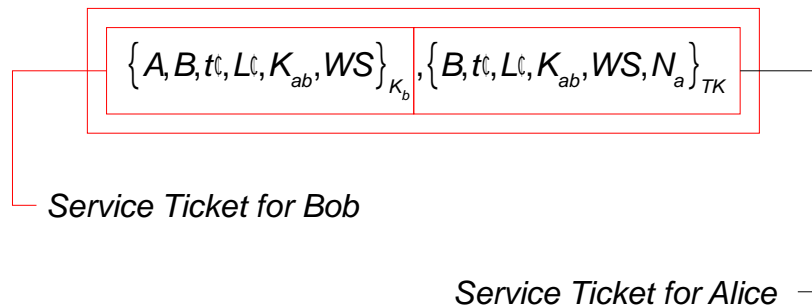 {A,B,t¢,L¢,K_ab,WS}_K_b,{B,t¢,L¢,K_ab,WS,N_a}_TK
Service Ticket for Bob
Service Ticket for Alice